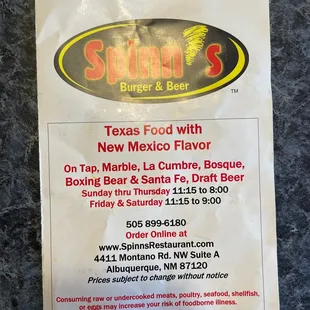 Spinn's
Burger & Beer
TM
Texas Food with
New Mexico Flavor
On Tap, Marble, La Cumbre, Bosque,
Boxing Bear & Santa Fe, Draft Beer
Sunday thru Thursday 11:15 to 8:00
Friday & Saturday 11:15 to 9:00
505 899-6180
Order Online at
www.SpinnsRestaurant.com
4411 Montano Rd. NW Suite A
Albuquerque, NM 87120
Prices subject to change without notice
Consuming raw or undercooked meats, poultry, seafood, shellfish,
or eggs may increase your risk of foodborne illness.